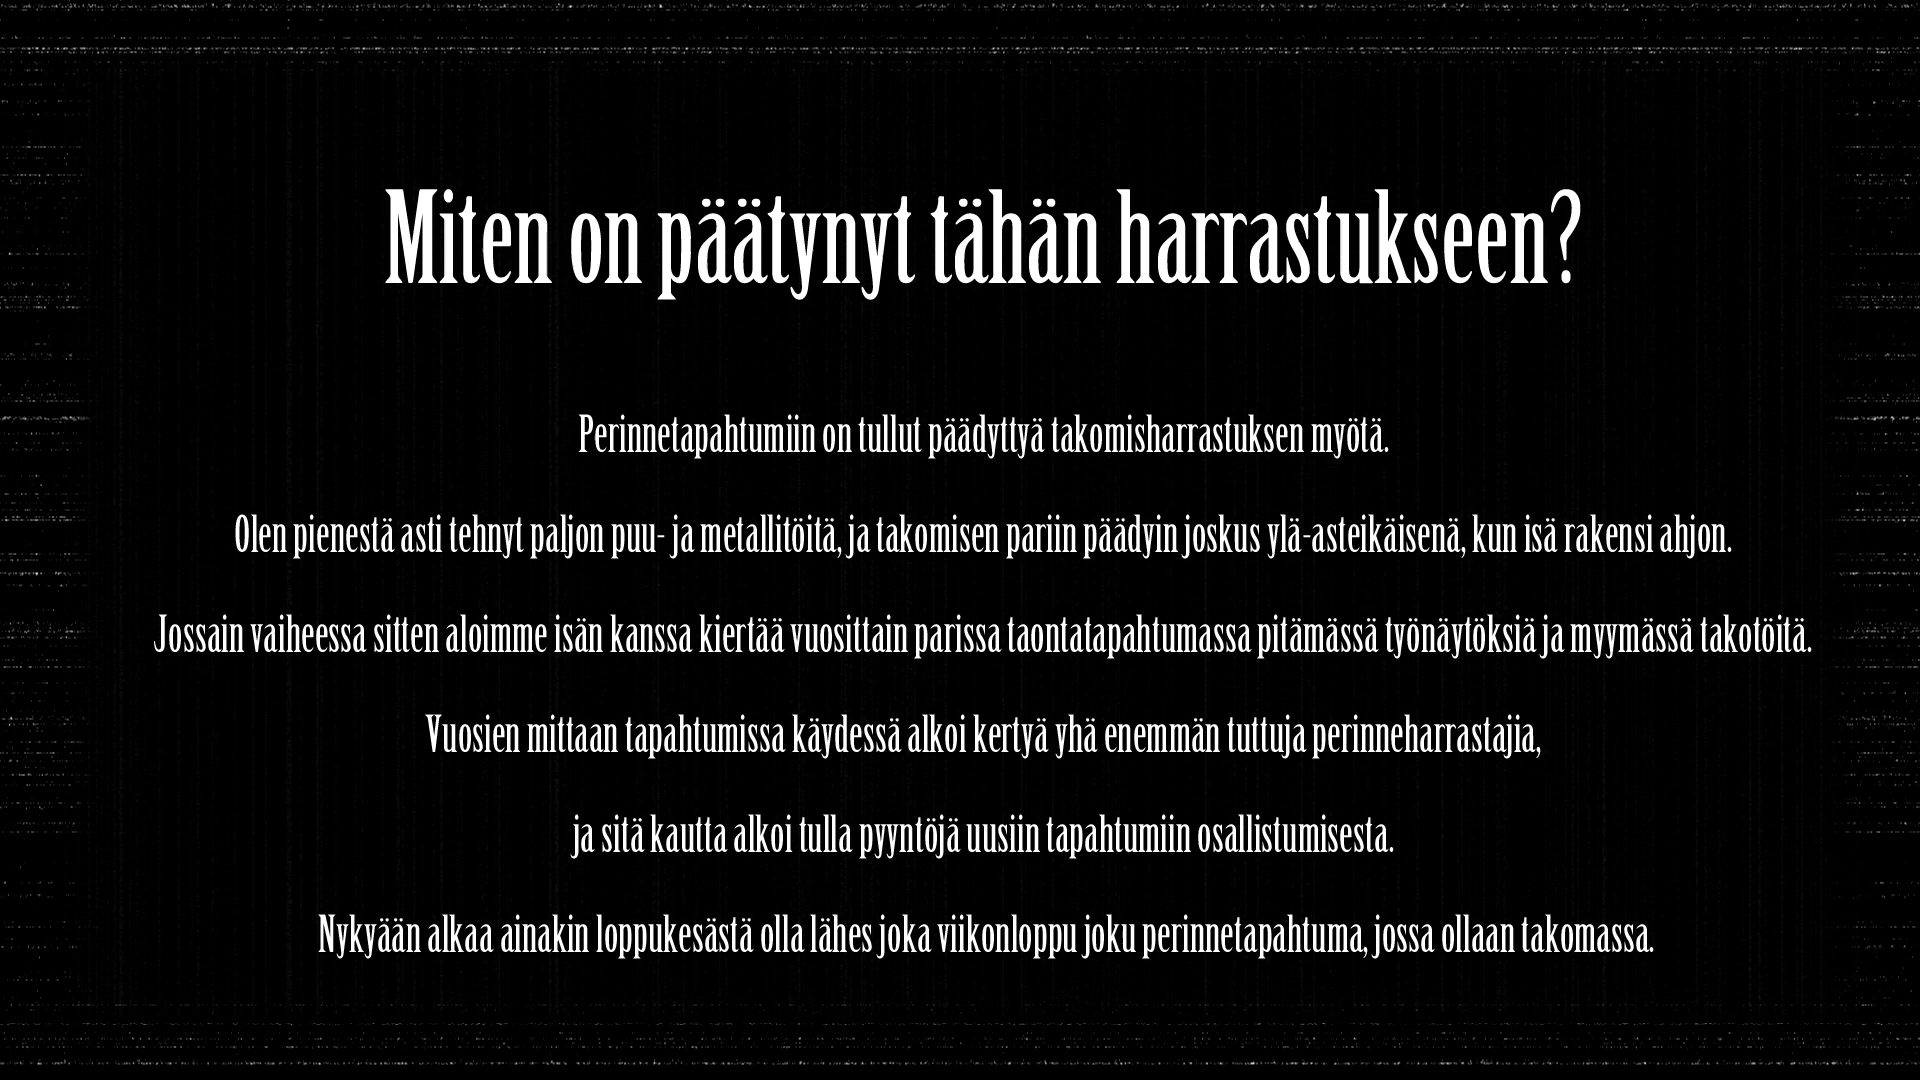 Miten on päätynyt tähän harrastukseen?
Perinnetapahtumiin on tullut päädyttyä takomisharrastuksen myötä.
Olen pienestä asti tehnyt paljon puu- ja metallitöitä, ja takomisen pariin päädyin joskus ylä-asteikäisenä, kun isä rakensi ahjon.
Jossain vaiheessa sitten aloimme isän kanssa kiertää vuosittain parissa taontatapahtumassa pitämässä työnäytöksiä ja myymässä takotöitä.
Vuosien mittaan tapahtumissa käydessä alkoi kertyä yhä enemmän tuttuja perinneharrastajia,
ja sitä kautta alkoi tulla pyyntöjä uusiin tapahtumiin osallistumisesta.
Nykyään alkaa ainakin loppukesästä olla lähes joka viikonloppu joku perinnetapahtuma, jossa ollaan takomassa.